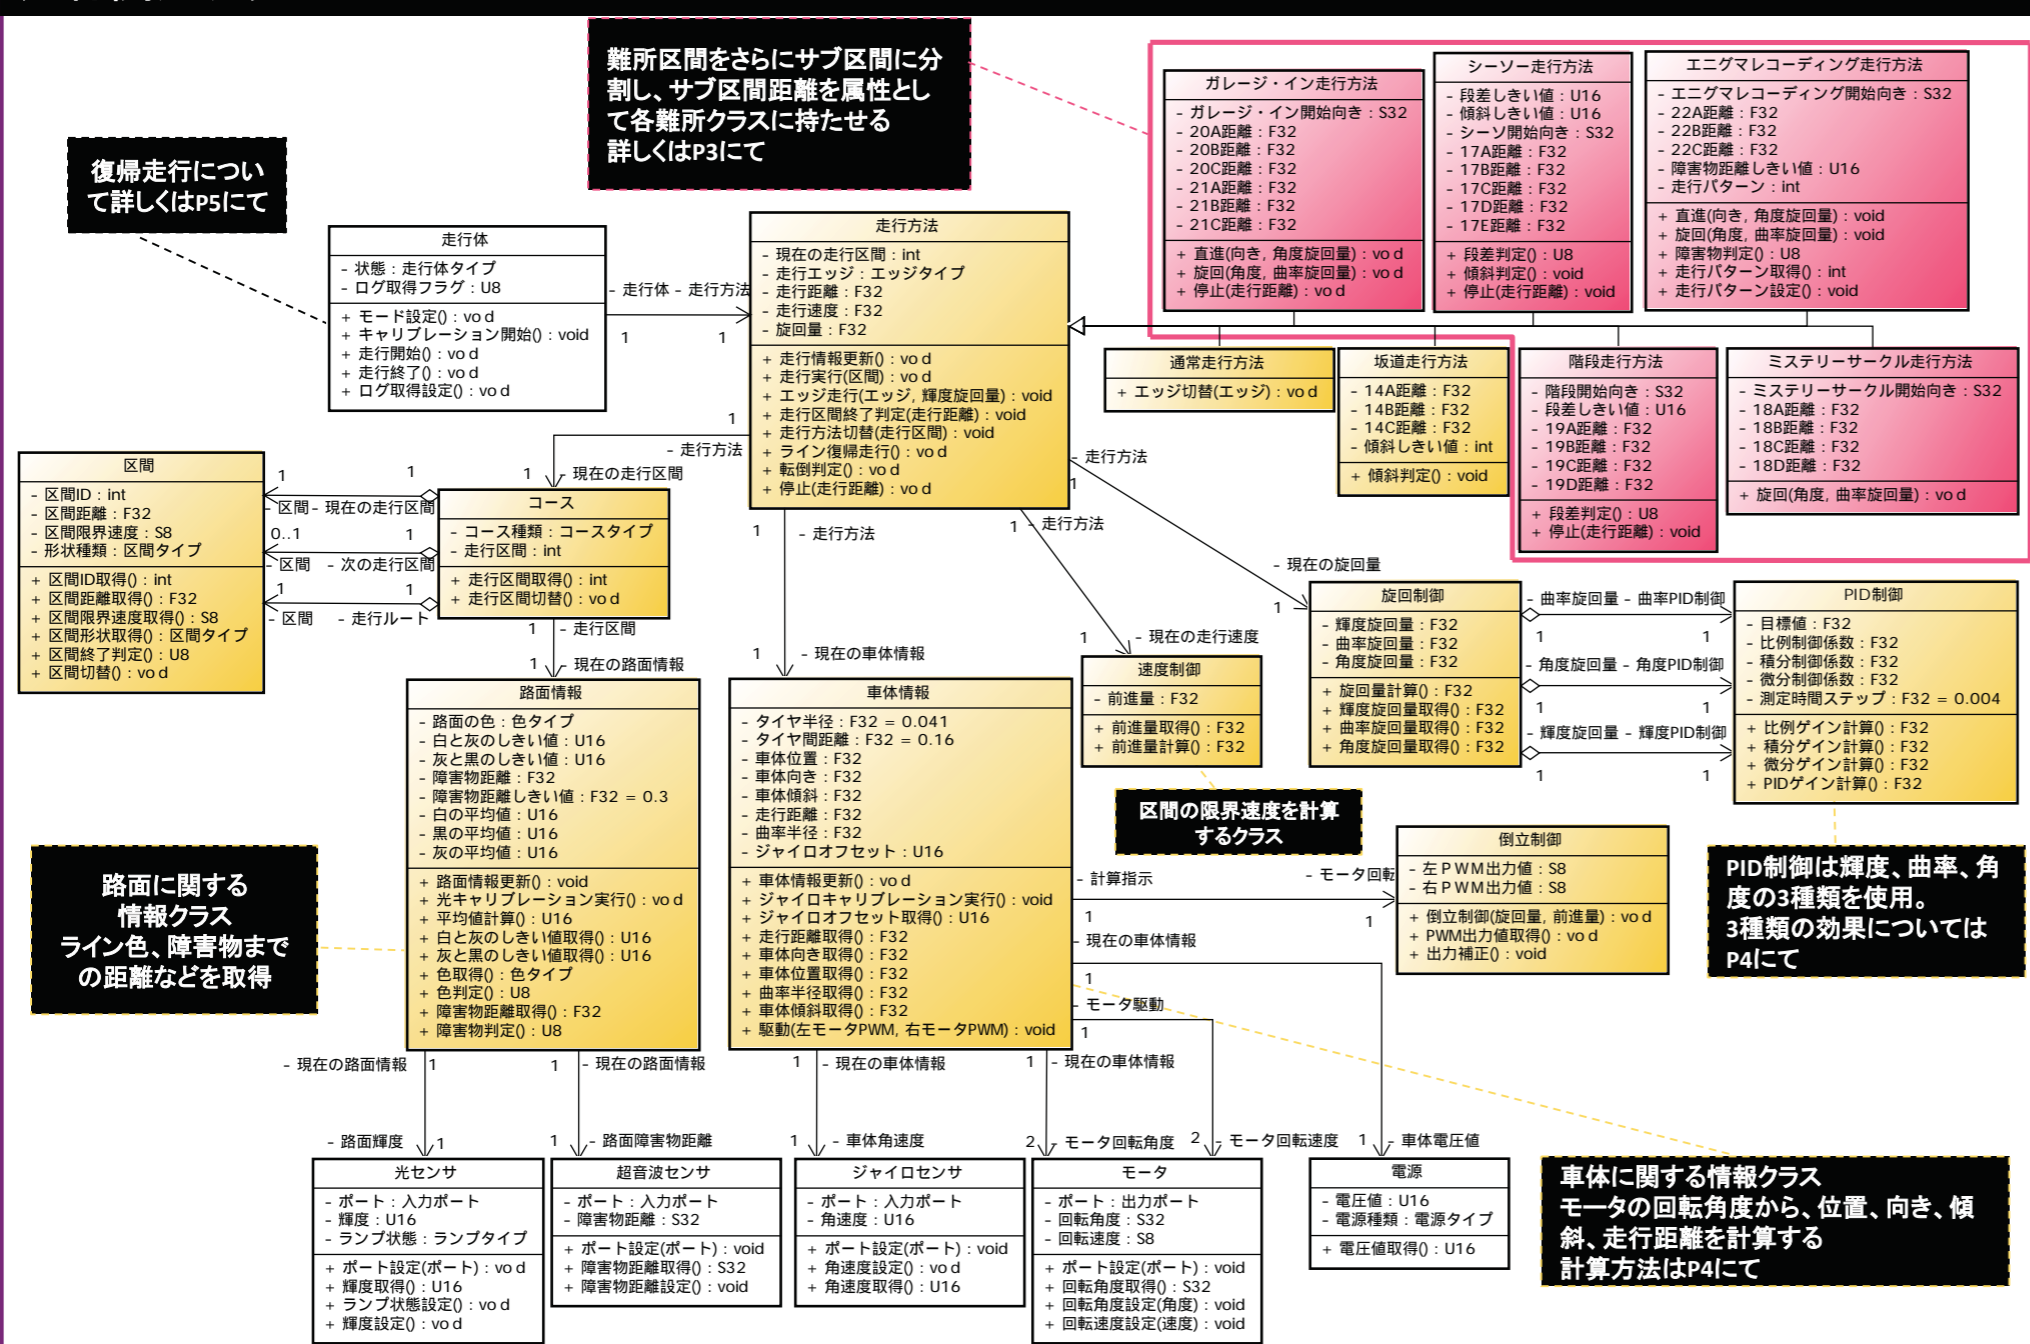 難所区間をさらにサブ区間に分
割し、サブ区間距離を属性とし
て各難所クラスに持たせる
詳しくはP3にて
復帰走行につい
て詳しくはP5にて
ガレージ・イン走行方法
- ガレージ・イン開始向き : S32
- 20A距離 : F32
- 20B距離 : F32
- 20C距離 : F32
- 21A距離 : F32
- 21B距離 : F32
- 21C距離 : F32
+ 直進(向き, 角度旋回量) : vo d
+ 旋回(角度, 曲率旋回量) : vo d
+ 停止(走行距離) : vo d
シーソー走行方法
- 段差しきい値 : U16
- 傾斜しきい値 : U16
- シーソ開始向き : S32
- 17A距離 : F32
- 17B距離 : F32
- 17C距離 : F32
- 17D距離 : F32
- 17E距離 : F32
+ 段差判定() : U8
+ 傾斜判定() : void
+ 停止(走行距離) : void
エニグマレコーディング走行方法
- エニグマレコーディング開始向き : S32
- 22A距離 : F32
- 22B距離 : F32
- 22C距離 : F32
- 障害物距離しきい値 : U16
- 走行パターン : int
+ 直進(向き, 角度旋回量) : void
+ 旋回(角度, 曲率旋回量) : void
+ 障害物判定() : U8
+ 走行パターン取得() : int
+ 走行パターン設定() : void
走行体
- 状態 : 走行体タイプ
- ログ取得フラグ : U8
+ モード設定() : vo d
+ キャリブレーション開始() : void
+ 走行開始() : vo d
+ 走行終了() : vo d
+ ログ取得設定() : vo d
- 走行体 - 走行方法
1 1
走行方法
- 現在の走行区間 : int
- 走行エッジ : エッジタイプ
- 走行距離 : F32
- 走行速度 : F32
- 旋回量 : F32
+ 走行情報更新() : vo d
+ 走行実行(区間) : vo d
+ エッジ走行(エッジ, 輝度旋回量) : void
+ 走行区間終了判定(走行距離) : void
+ 走行方法切替(走行区間) : void
+ ライン復帰走行() : vo d
+ 転倒判定() : vo d
+ 停止(走行距離) : vo d
通常走行方法
+ エッジ切替(エッジ) : vo d
坂道走行方法
- 14A距離 : F32
- 14B距離 : F32
- 14C距離 : F32
- 傾斜しきい値 : int
+ 傾斜判定() : void
階段走行方法
- 階段開始向き : S32
- 段差しきい値 : U16
- 19A距離 : F32
- 19B距離 : F32
- 19C距離 : F32
- 19D距離 : F32
+ 段差判定() : U8
+ 停止(走行距離) : void
ミステリーサークル走行方法
- ミステリーサークル開始向き : S32
- 18A距離 : F32
- 18B距離 : F32
- 18C距離 : F32
- 18D距離 : F32
+ 旋回(角度, 曲率旋回量) : vo d
1
- 走行方法
1 - 現在の走行区間
区間
- 区間ID : int
- 区間距離 : F32
- 区間限界速度 : S8
- 形状種類 : 区間タイプ
+ 区間ID取得() : int
+ 区間距離取得() : F32
+ 区間限界速度取得() : S8
+ 区間形状取得() : 区間タイプ
+ 区間終了判定() : U8
+ 区間切替() : vo d
1 1
- 区間 - 現在の走行区間
0..1 1
- 区間 - 次の走行区間
1 1
- 区間 - 走行ルート
コース
- コース種類 : コースタイプ
- 走行区間 : int
+ 走行区間取得() : int
+ 走行区間切替() : vo d
1 - 走行区間
1 - 現在の路面情報
1 - 走行方法
1 - 現在の車体情報
1 - 走行方法
1 - 現在の走行速度
- 走行方法
1
- 現在の旋回量
1
旋回制御
- 輝度旋回量 : F32
- 曲率旋回量 : F32
- 角度旋回量 : F32
+ 旋回量計算() : F32
+ 輝度旋回量取得() : F32
+ 曲率旋回量取得() : F32
+ 角度旋回量取得() : F32
- 曲率旋回量 - 曲率PID制御
1 1
- 角度旋回量 - 角度PID制御
1 1
- 輝度旋回量 - 輝度PID制御
1 1
PID制御
- 目標値 : F32
- 比例制御係数 : F32
- 積分制御係数 : F32
- 微分制御係数 : F32
- 測定時間ステップ : F32 = 0.004
+ 比例ゲイン計算() : F32
+ 積分ゲイン計算() : F32
+ 微分ゲイン計算() : F32
+ PIDゲイン計算() : F32
速度制御
- 前進量 : F32
+ 前進量取得() : F32
+ 前進量計算() : F32
区間の限界速度を計算
するクラス
路面情報
- 路面の色 : 色タイプ
- 白と灰のしきい値 : U16
- 灰と黒のしきい値 : U16
- 障害物距離 : F32
- 障害物距離しきい値 : F32 = 0.3
- 白の平均値 : U16
- 黒の平均値 : U16
- 灰の平均値 : U16
+ 路面情報更新() : void
+ 光キャリブレーション実行() : vo d
+ 平均値計算() : U16
+ 白と灰のしきい値取得() : U16
+ 灰と黒のしきい値取得() : U16
+ 色取得() : 色タイプ
+ 色判定() : U8
+ 障害物距離取得() : F32
+ 障害物判定() : U8
車体情報
- タイヤ半径 : F32 = 0.041
- タイヤ間距離 : F32 = 0.16
- 車体位置 : F32
- 車体向き : F32
- 車体傾斜 : F32
- 走行距離 : F32
- 曲率半径 : F32
- ジャイロオフセット : U16
+ 車体情報更新() : vo d
+ ジャイロキャリブレーション実行() : void
+ ジャイロオフセット取得() : U16
+ 走行距離取得() : F32
+ 車体向き取得() : F32
+ 車体位置取得() : F32
+ 曲率半径取得() : F32
+ 車体傾斜取得() : F32
+ 駆動(左モータPWM, 右モータPWM) : void
路面に関する
情報クラス
ライン色、障害物まで
の距離などを取得
- 計算指示 - モータ回転
1 1
倒立制御
- 左PWM出力値 : S8
- 右PWM出力値 : S8
+ 倒立制御(旋回量, 前進量) : vo d
+ PWM出力値取得() : vo d
+ 出力補正() : void
PID制御は輝度、曲率、角
度の3種類を使用。
3種類の効果については
P4にて
- 現在の車体情報
1
- モータ駆動
1
- 現在の路面情報 1
1 - 現在の路面情報
1 - 現在の車体情報
1 - 現在の車体情報
- 路面輝度 1
1 - 路面障害物距離
1 - 車体角速度
2 - モータ回転角度
2 - モータ回転速度
1 - 車体電圧値
光センサ
- ポート : 入力ポート
- 輝度 : U16
- ランプ状態 : ランプタイプ
+ ポート設定(ポート) : vo d
+ 輝度取得() : U16
+ ランプ状態設定() : vo d
+ 輝度設定() : vo d
超音波センサ
- ポート : 入力ポート
- 障害物距離 : S32
+ ポート設定(ポート) : void
+ 障害物距離取得() : S32
+ 障害物距離設定() : void
ジャイロセンサ
- ポート : 入力ポート
- 角速度 : U16
+ ポート設定(ポート) : void
+ 角速度設定() : vo d
+ 角速度取得() : U16
モータ
- ポート : 出力ポート
- 回転角度 : S32
- 回転速度 : S8
+ ポート設定(ポート) : void
+ 回転角度取得() : S32
+ 回転角度設定(角度) : void
+ 回転速度設定(速度) : void
電源
- 電圧値 : U16
- 電源種類 : 電源タイプ
+ 電圧値取得() : U16
車体に関する情報クラス
モータの回転角度から、位置、向き、傾
斜、走行距離を計算する
計算方法はP4にて